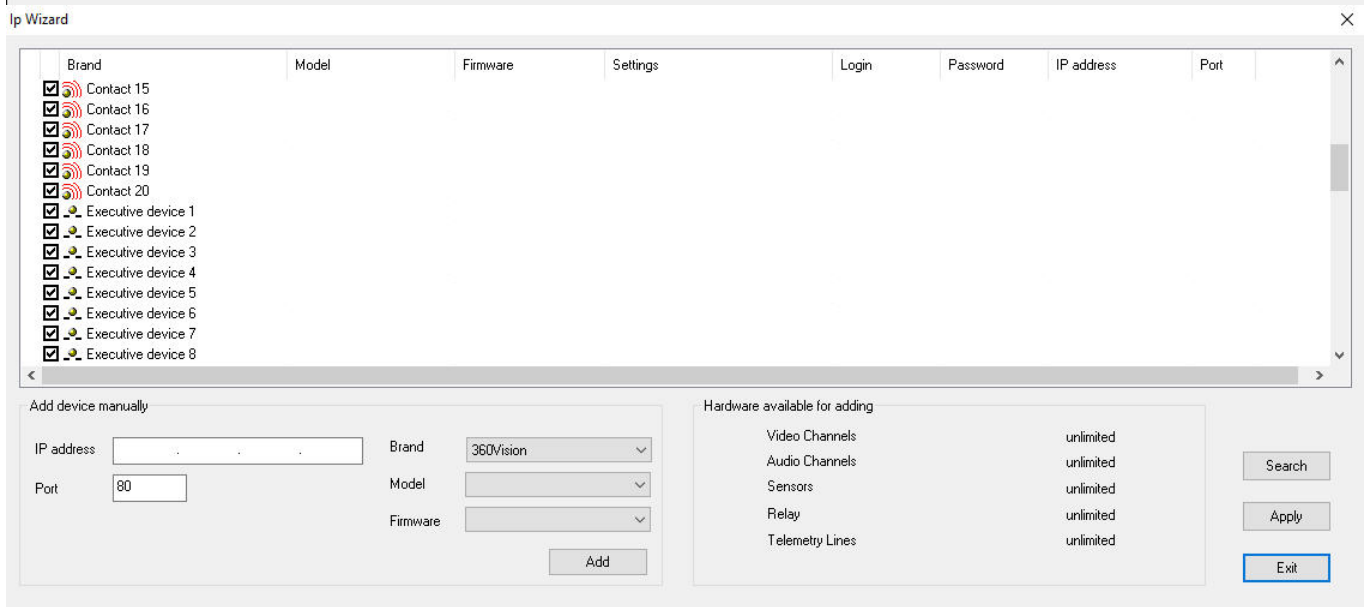 Ip Wizard
Brand Model Firmware Settings Login Password IP address Port
Contact 15
Contact 16
Contact 17
Contact 18
Contact 19
Contact 20
Executive device 1
Executive device 2
Executive device 3
Executive device 4
Executive device 5
Executive device 6
Executive device 7
Executive device 8
Add device manually
IP address . . .
Port 80
Brand 360Vision
Model
Firmware
Add
Hardware available for adding
Video Channels unlimited
Audio Channels unlimited
Sensors unlimited
Relay unlimited
Telemetry Lines unlimited
Search
Apply
Exit